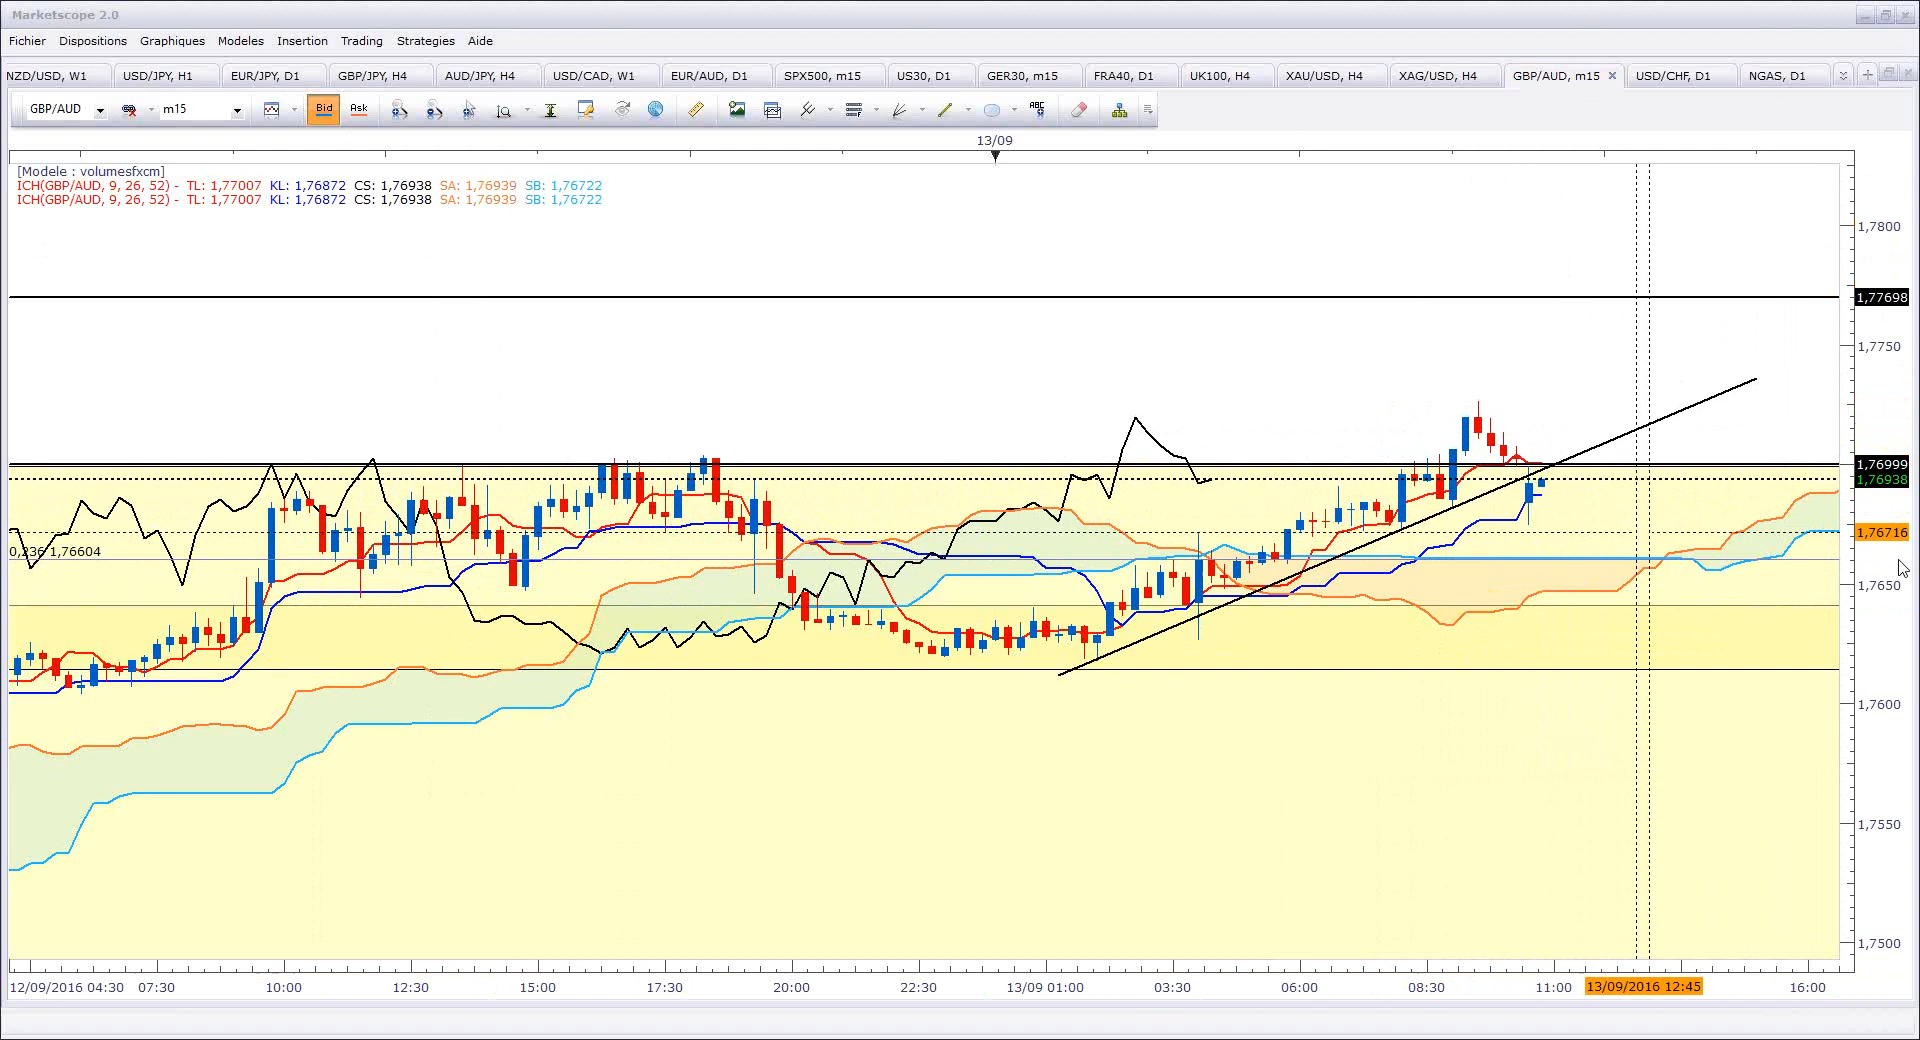 Marketscope 2.0
Fichier Dispositions Graphiques Modeles Insertion Trading Strategies Aide
NZD/USD, W1 USD/JPY, H1 EUR/JPY, D1 GBP/JPY, H4 AUD/JPY, H4 USD/CAD, W1 EUR/AUD, D1 SPX500, m15 US30, D1 GER30, m15 FRA40, D1 UK100, H4 XAU/USD, H4 XAG/USD, H4 GBP/AUD, m15 USD/CHF, D1 NGAS, D1
GBP/AUD m15 Bid Ask ABC
13/09
[Modele : volumesfxcm]
ICH(GBP/AUD, 9, 26, 52) - TL: 1,77007 KL: 1,76872 CS: 1,76938 SA: 1,76939 SB: 1,76722
ICH(GBP/AUD, 9, 26, 52) - TL: 1,77007 KL: 1,76872 CS: 1,76938 SA: 1,76939 SB: 1,76722
1,7800
1,77698
1,7750
1,76999
1,76938
1,76716
0,236 1,76604
1,7650
1,7600
1,7550
1,7500
12/09/2016 04:30 07:30 10:00 12:30 15:00 17:30 20:00 22:30 13/09 01:00 03:30 06:00 08:30 11:00 13/09/2016 12:45 16:00